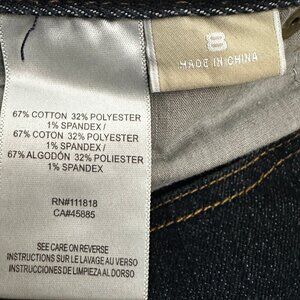 8
MADE IN CHINA
67% COTTON 32% POLYESTER
1% SPANDEX /
67% COTON 32% POLYESTER
1% SPANDEX /
67% ALGODÓN 32% POLIESTER
1% SPANDEX
RN#111818
CA#45885
SEE CARE ON REVERSE
INSTRUCTIONS SUR LE LAVAGE AU VERSO
INSTRUCCIONES DE LIMPIEZA AL DORSO